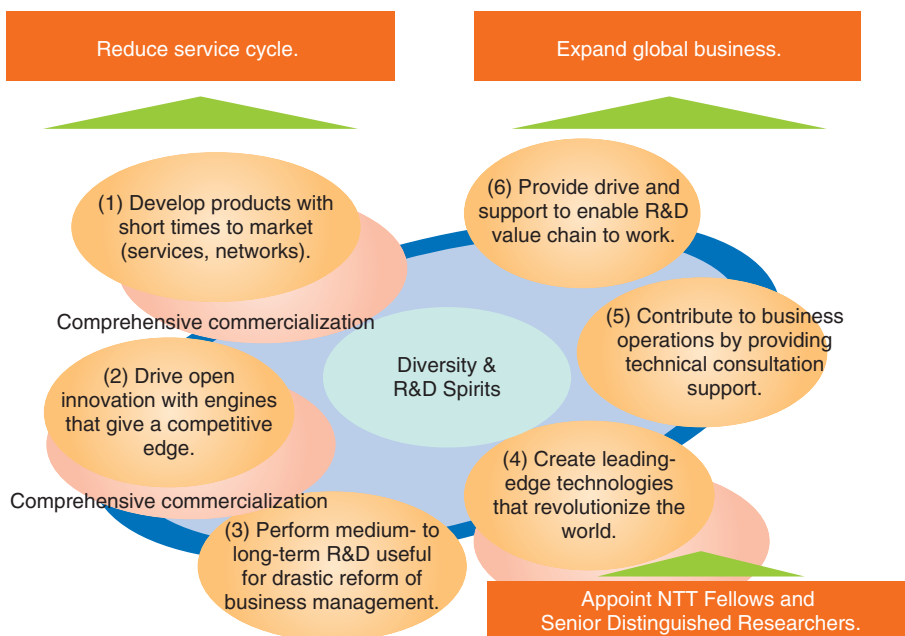 Reduce service cycle.
Expand global business.
(1) Develop products with
short times to market
(services, networks).
Comprehensive commercialization
(2) Drive open
innovation with engines
that give a competitive
edge.
Comprehensive commercialization
(3) Perform medium- to
long-term R&D useful
for drastic reform of
business management.
Diversity &
R&D Spirits
(6) Provide drive and
support to enable R&D
value chain to work.
(5) Contribute to business
operations by providing
technical consultation
support.
(4) Create leading-
edge technologies
that revolutionize the
world.
Appoint NTT Fellows and
Senior Distinguished Researchers.